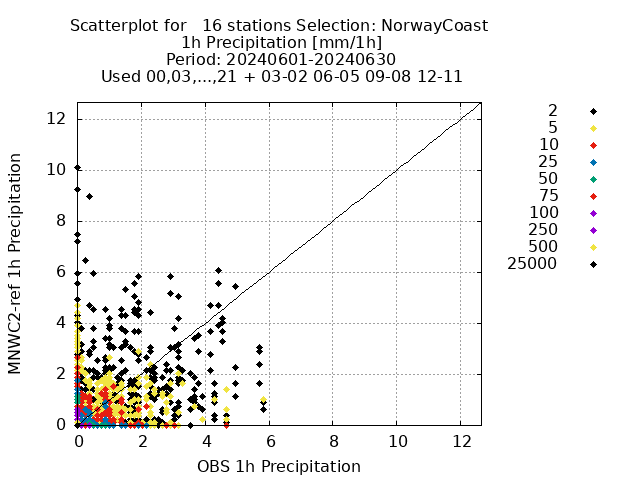 Scatterplot for   16 stations Selection: NorwayCoast
1h Precipitation [mm/1h]
Period: 20240601-20240630
Used 00,03,...,21 + 03-02 06-05 09-08 12-11
MNWC2-ref 1h Precipitation
12
10
8
6
4
2
0
0 2 4 6 8 10 12
OBS 1h Precipitation
2
5
10
25
50
75
100
250
500
25000